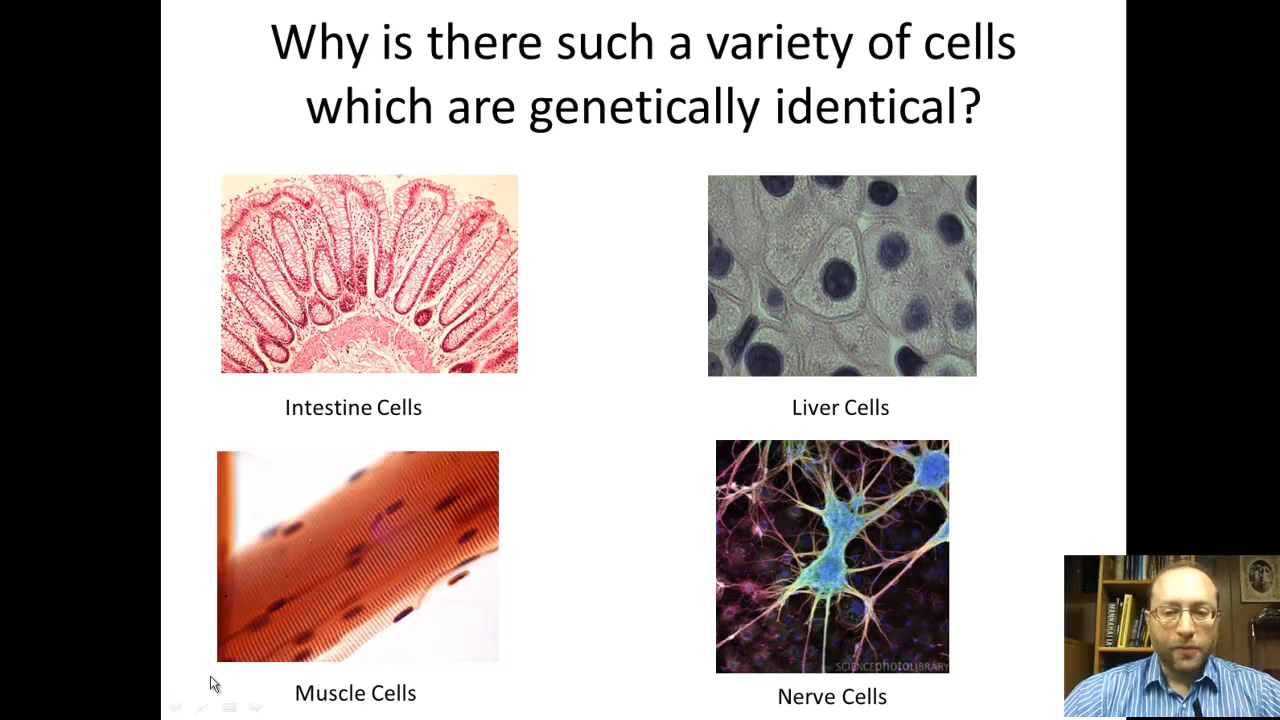 Why is there such a variety of cells
which are genetically identical?
Intestine Cells
Liver Cells
Muscle Cells
SCIENCEPHOTOLIBRARY
Nerve Cells
MANNAHATTA